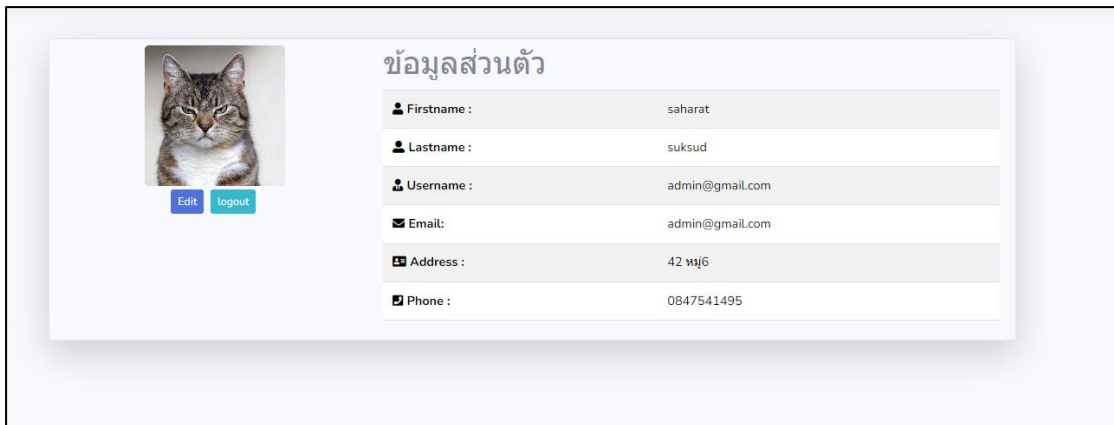 ข้อมูลส่วนตัว
Firstname : saharat
Lastname : suksud
Username : admin@gmail.com
Email: admin@gmail.com
Address : 42 หมู่6
Phone : 0847541495
Edit logout